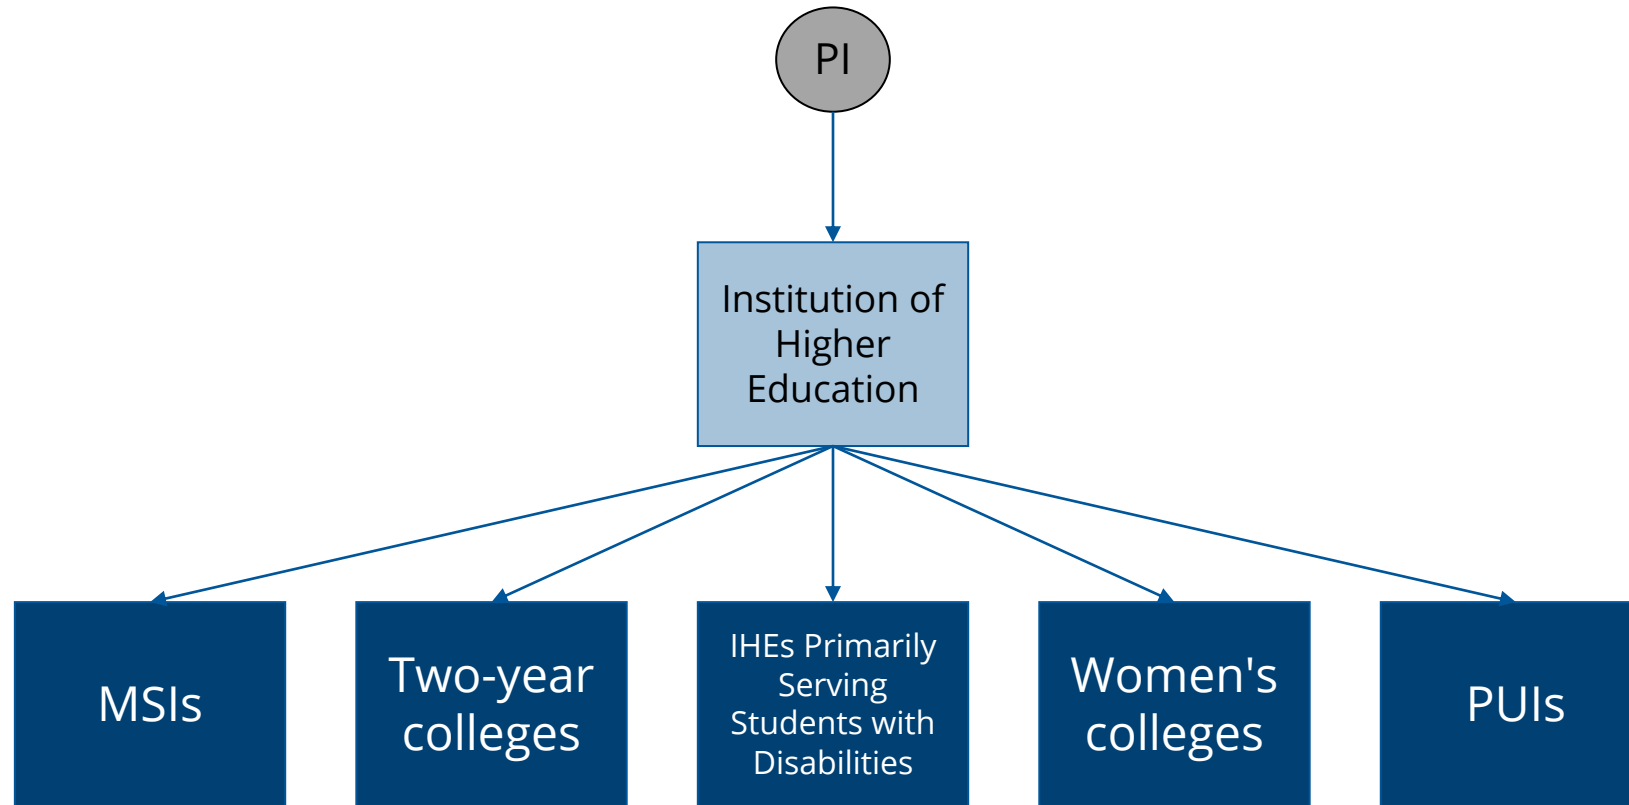 PI
Institution of
Higher
Education
MSIs
Two-year
colleges
IHEs Primarily
Serving
Students with
Disabilities
Women's
colleges
PUIs